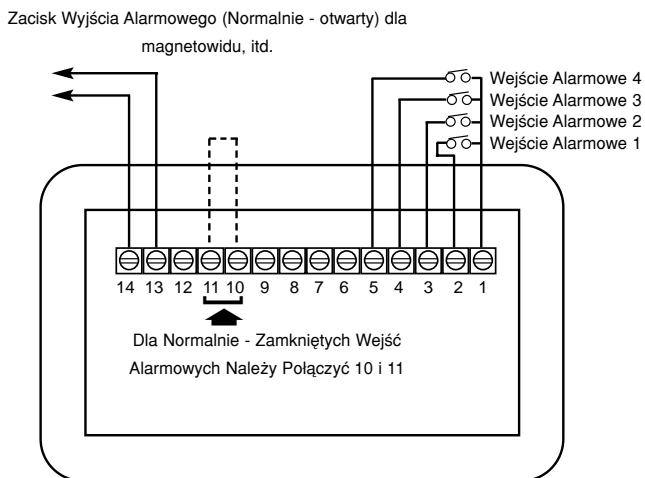 Zacisk Wyjścia Alarmowego (Normalnie - otwarty) dla
magnetowidu, itd.
Wejście Alarmowe 4
Wejście Alarmowe 3
Wejście Alarmowe 2
Wejście Alarmowe 1
14 13 12 11 10 9 8 7 6 5 4 3 2 1
Dla Normalnie - Zamkniętych Wejść
Alarmowych Należy Połączyć 10 i 11